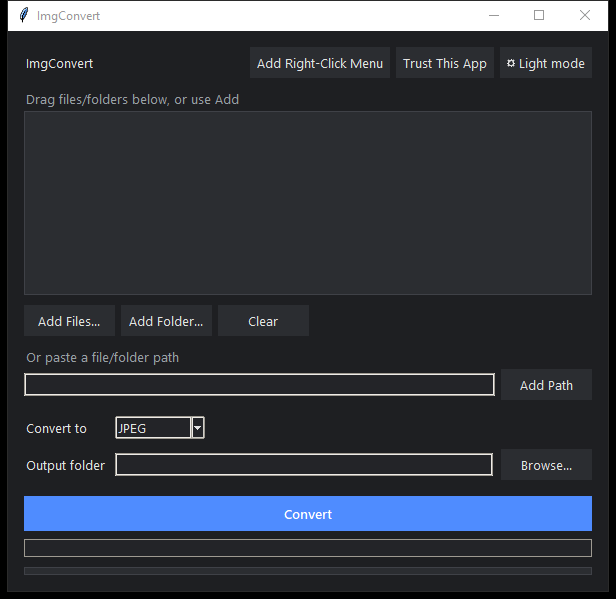 ImgConvert
ImgConvert Add Right-Click Menu Trust This App ☼ Light mode
Drag files/folders below, or use Add
Add Files... Add Folder... Clear
Or paste a file/folder path
Add Path
Convert to JPEG
Output folder Browse...
Convert